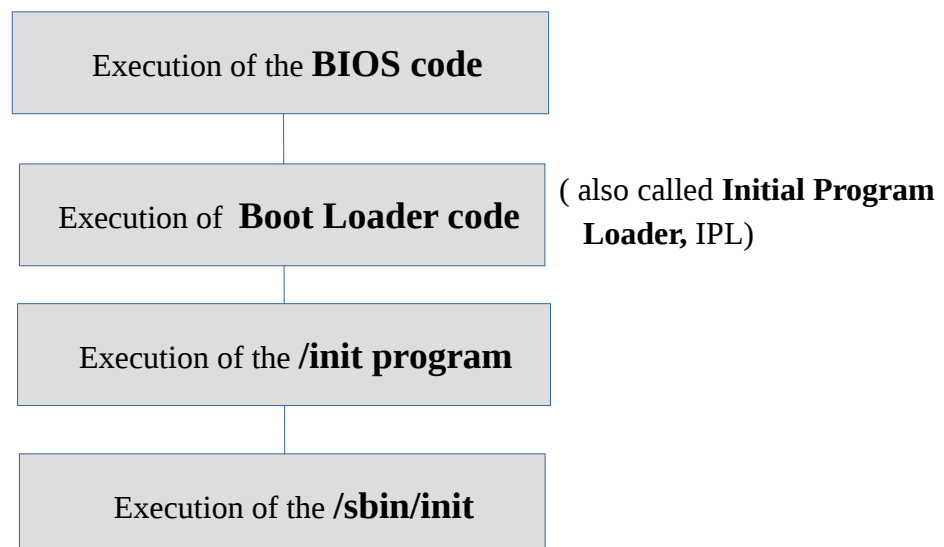 Execution of the BIOS code
Execution of Boot Loader code
( also called Initial Program
Loader, IPL)
Execution of the /init program
Execution of the /sbin/init